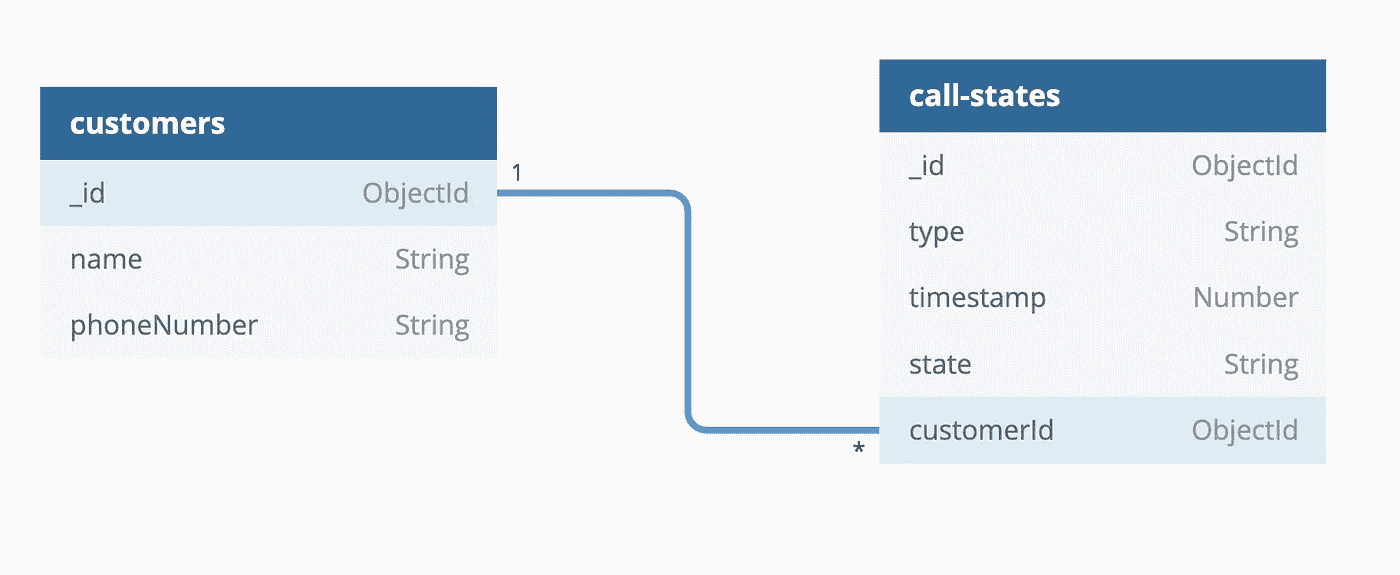 customers
_id ObjectId
name String
phoneNumber String
1
*
call-states
_id ObjectId
type String
timestamp Number
state String
customerId ObjectId